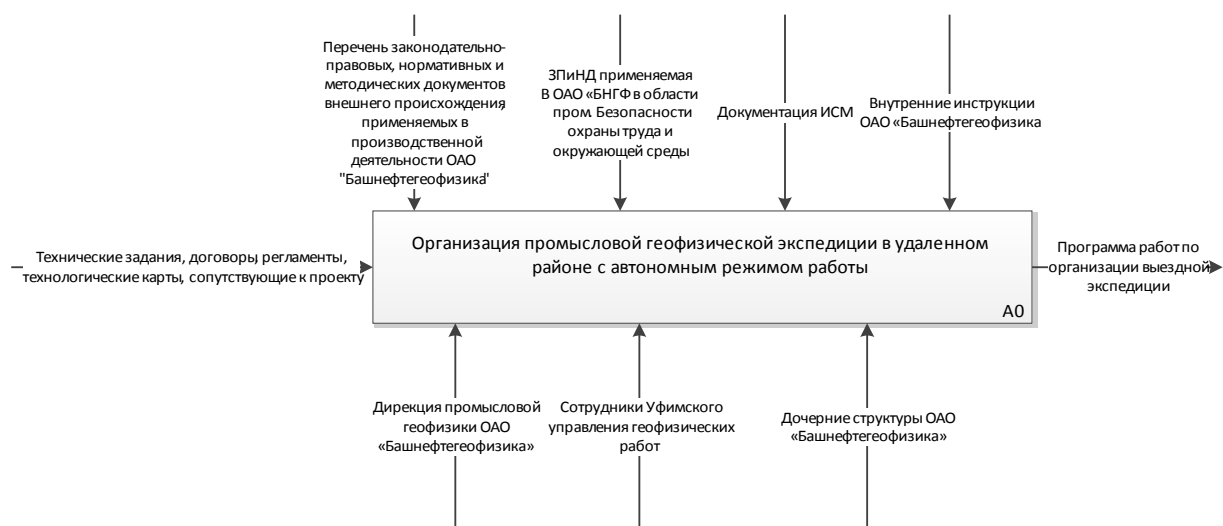 Перечень законодательно-
правовых, нормативных и
методических документов
внешнего происхождения,
применяемых в
производственной
деятельности ОАО
"Башнефтегеофизика"
ЗПиНД применяемая
В ОАО «БНГФ в области
пром. Безопасности
охраны труда и
окружающей среды
Документация ИСМ
Внутренние инструкции
ОАО «Башнефтегеофизика
Технические задания, договоры, регламенты,
технологические карты, сопутствующие к проекту
Организация промысловой геофизической экспедиции в удаленном
районе с автономным режимом работы
A0
Программа работ по
организации выездной
экспедиции
Дирекция промысловой
геофизики ОАО
«Башнефтегеофизика»
Сотрудники Уфимского
управления геофизических
работ
Дочерние структуры ОАО
«Башнефтегеофизика»